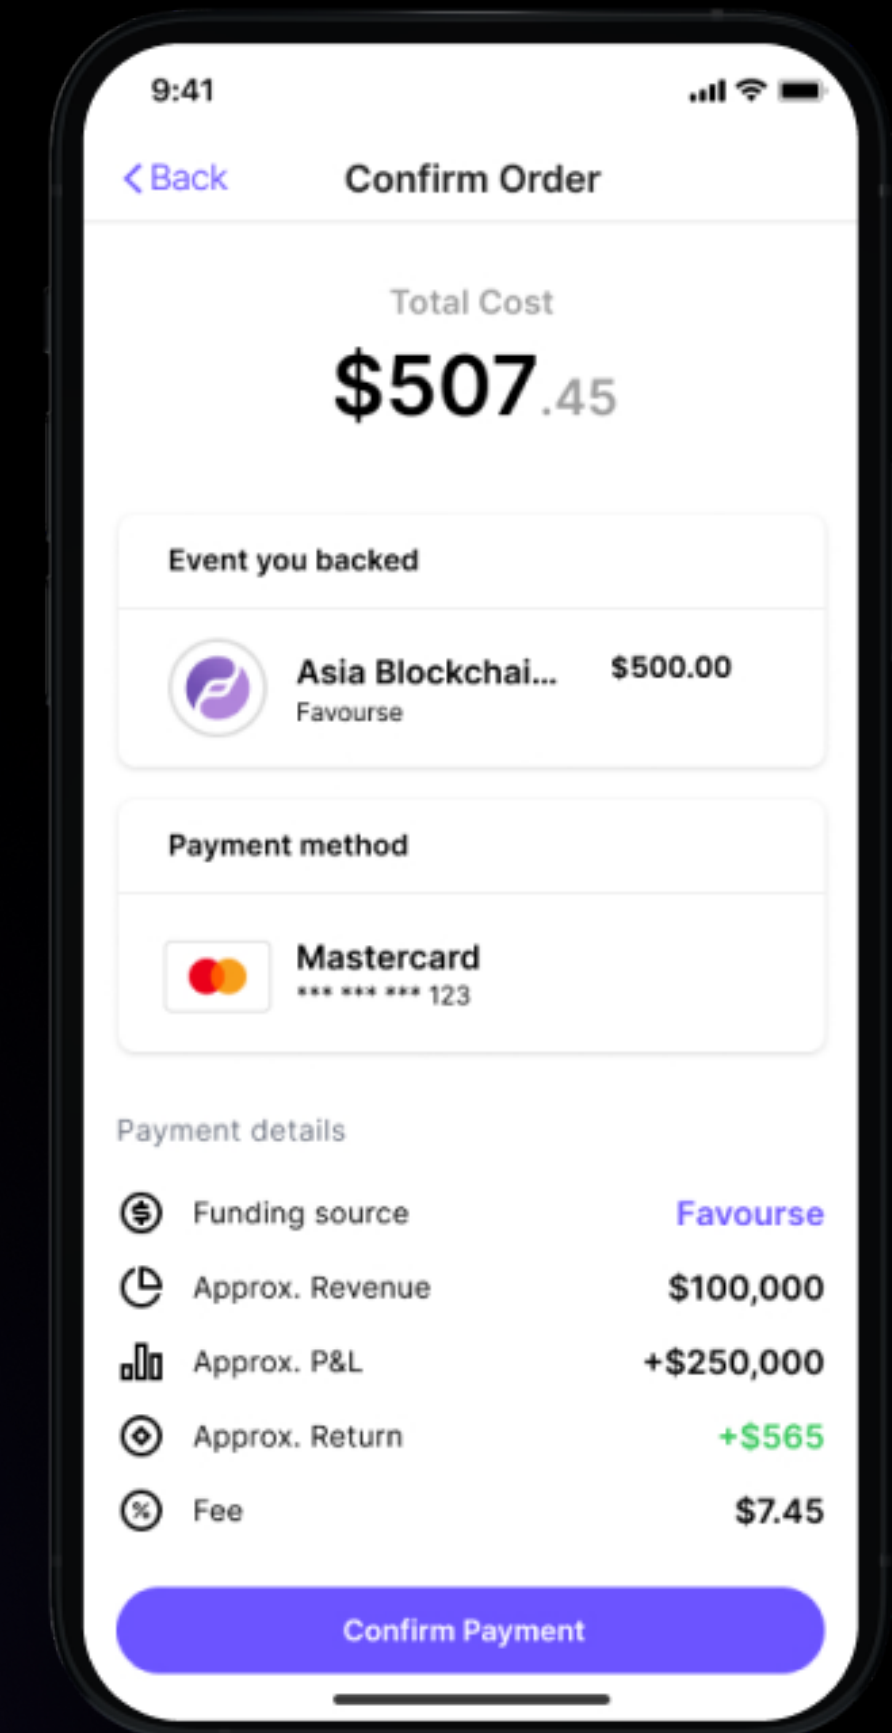 9:41
Back
Confirm Order
Total Cost
$507.45
Event you backed
Asia Blockchai... $500.00
Favourse
Payment method
Mastercard
*** *** *** 123
Payment details
Funding source Favourse
Approx. Revenue $100,000
Approx. P&L +$250,000
Approx. Return +$565
Fee $7.45
Confirm Payment